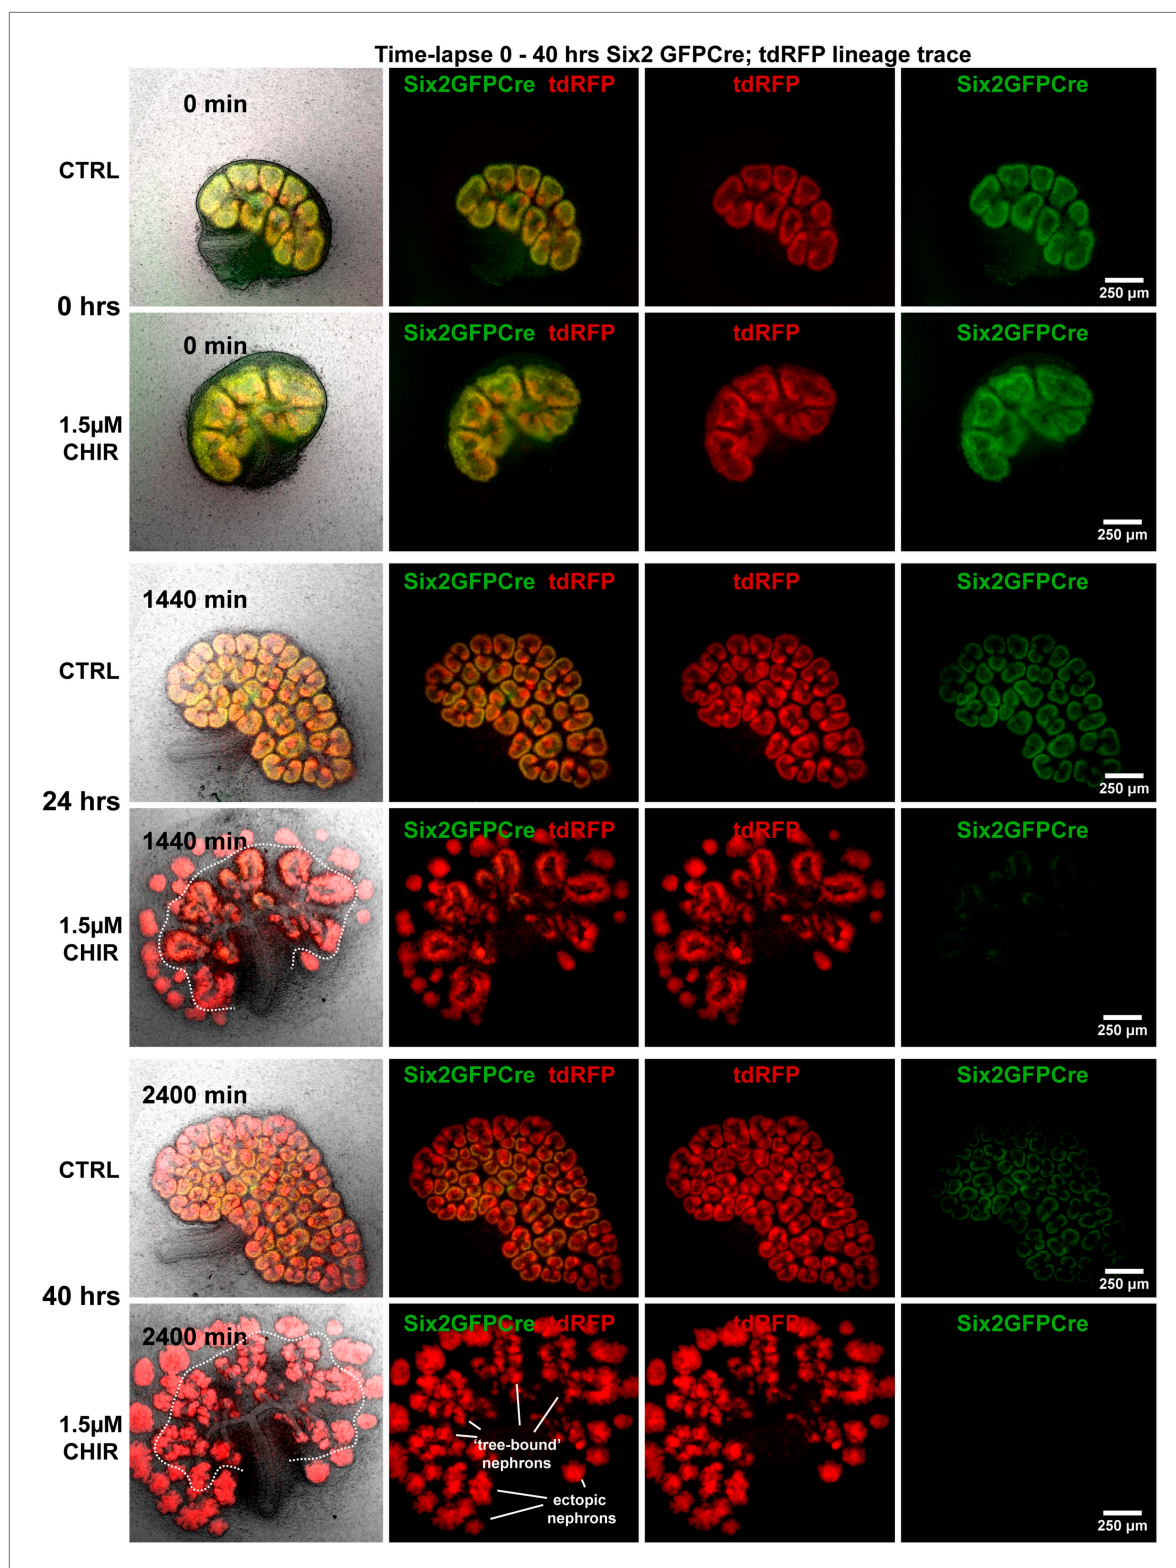 Time-lapse 0 - 40 hrs Six2 GFPCre; tdRFP lineage trace
0 hrs
CTRL
0 min
Six2GFPCre tdRFP
tdRFP
Six2GFPCre
250 µm
1.5µM
CHIR
0 min
Six2GFPCre tdRFP
tdRFP
Six2GFPCre
250 µm
24 hrs
CTRL
1440 min
Six2GFPCre tdRFP
tdRFP
Six2GFPCre
250 µm
1.5µM
CHIR
1440 min
Six2GFPCre tdRFP
tdRFP
Six2GFPCre
250 µm
40 hrs
CTRL
2400 min
Six2GFPCre tdRFP
tdRFP
Six2GFPCre
250 µm
1.5µM
CHIR
2400 min
Six2GFPCre tdRFP
'tree-bound'
nephrons
ectopic
nephrons
tdRFP
Six2GFPCre
250 µm